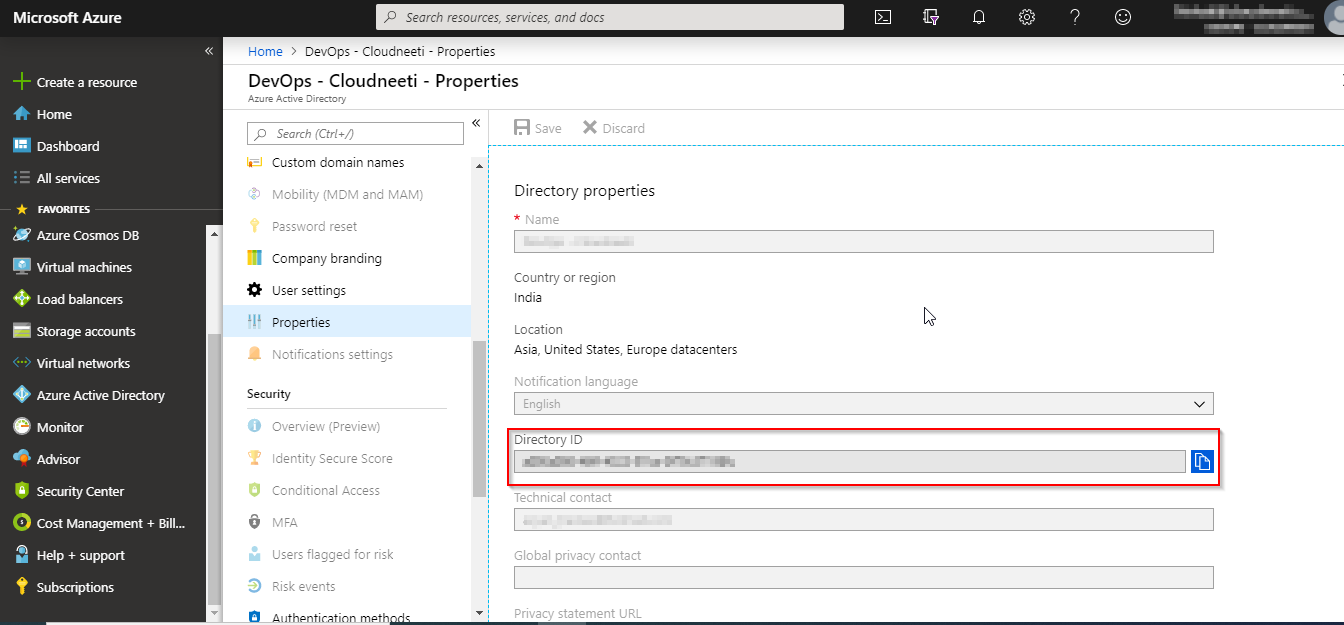 Microsoft Azure
Search resources, services, and docs
Create a resource
Home
Dashboard
All services
FAVORITES
Azure Cosmos DB
Virtual machines
Load balancers
Storage accounts
Virtual networks
Azure Active Directory
Monitor
Advisor
Security Center
Cost Management + Bill...
Help + support
Subscriptions
Home > DevOps - Cloudneeti - Properties
DevOps - Cloudneeti - Properties
Azure Active Directory
Search (Ctrl+/)
Custom domain names
Mobility (MDM and MAM)
Password reset
Company branding
User settings
Properties
Notifications settings
Security
Overview (Preview)
Identity Secure Score
Conditional Access
MFA
Users flagged for risk
Risk events
Authentication methods
Save Discard
Directory properties
* Name
Country or region
India
Location
Asia, United States, Europe datacenters
Notification language
English
Directory ID
Technical contact
Global privacy contact
Privacy statement URL